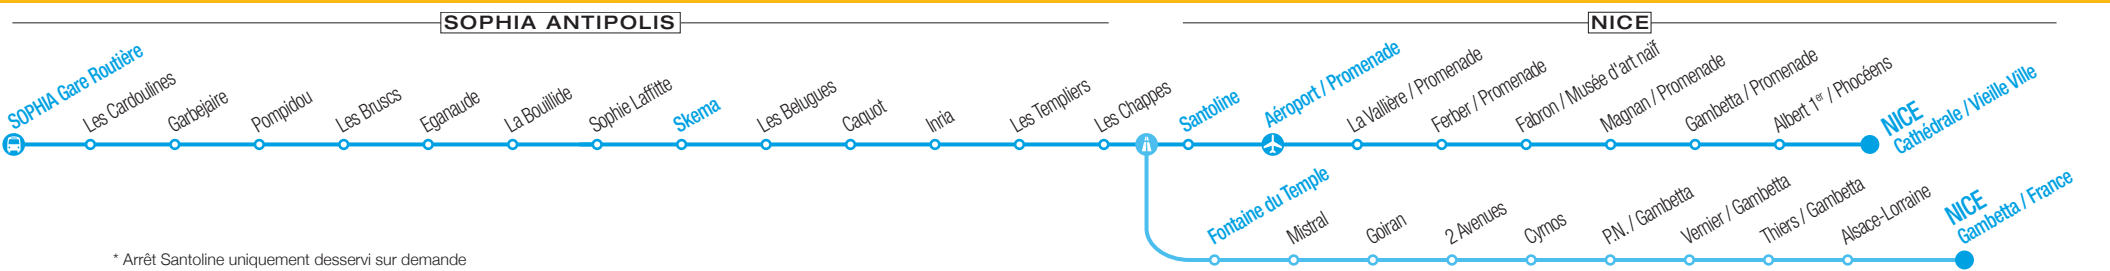 SOPHIA ANTIPOLIS
NICE
SOPHIA Gare Routière
Les Cardoulines
Garbejaire
Pompidou
Les Bruscs
Eganaude
La Bouillide
Sophie Laffitte
Skema
Les Belugues
Caquot
Inria
Les Templiers
Les Chappes
Santoline
Aéroport / Promenade
La Vallière / Promenade
Ferber / Promenade
Fabron / Musée d'art naïf
Magnan / Promenade
Gambetta / Promenade
Albert 1er / Phocéens
NICE
Cathédrale / Vieille Ville
Fontaine du Temple
Mistral
Goiran
2 Avenues
Cyrnos
P.N. / Gambetta
Vernier / Gambetta
Thiers / Gambetta
Alsace-Lorraine
NICE
Gambetta / France
* Arrêt Santoline uniquement desservi sur demande